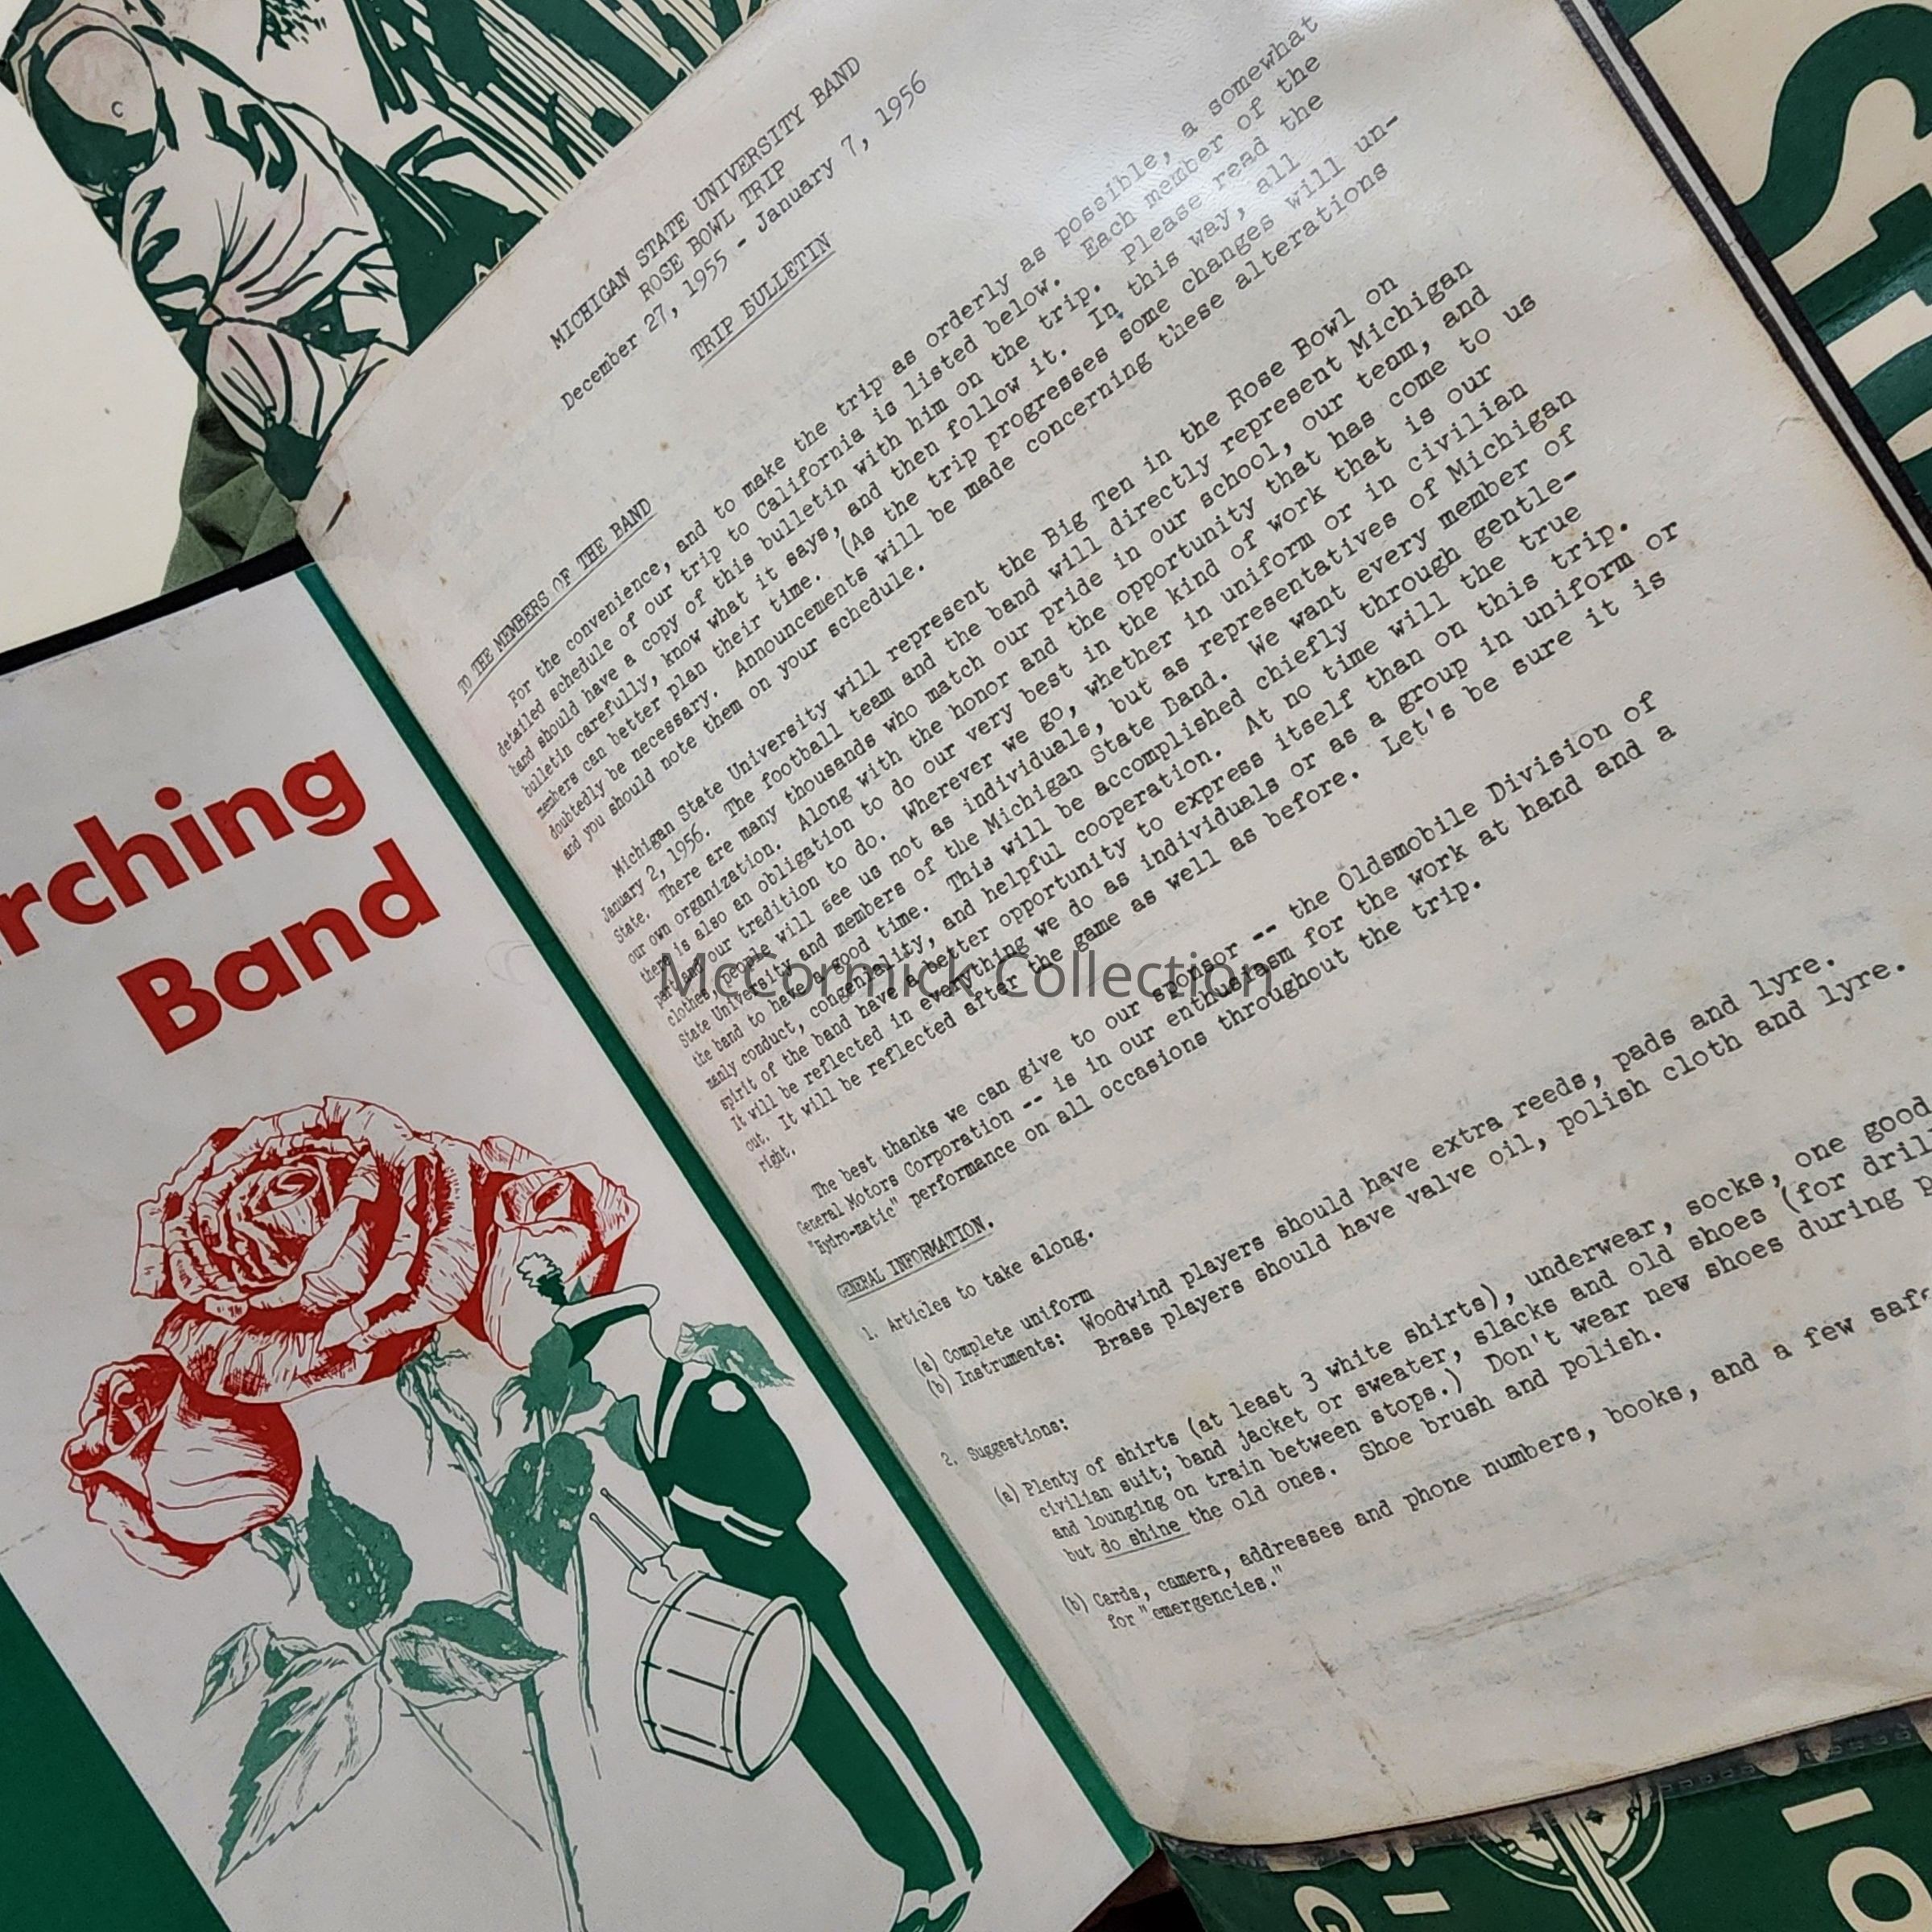 MICHIGAN STATE UNIVERSITY BAND
ROSE BOWL TRIP
December 27, 1955 - January 7, 1956
TRIP BULLETIN
TO THE MEMBERS OF THE BAND
For the convenience, and to make the trip as orderly as possible, a somewhat
detailed schedule of our trip to California is listed below. Each member of the
band should have a copy of this bulletin with him on the trip. Please read the
bulletin carefully, know what it says, and then follow it. In this way, all
members can better plan their time. (As the trip progresses some changes will un-
doubtedly be necessary. Announcements will be made concerning these alterations
and you should note them on your schedule.
Michigan State University will represent the Big Ten in the Rose Bowl on
January 2, 1956. The football team and the band will directly represent Michigan
State. There are many thousands who match our pride in our school, our team, and
our own organization. Along with the honor and the opportunity that has come to us
there is also an obligation to do our very best in the kind of work that is our
part and our tradition to do. Wherever we go, whether in uniform or in civilian
clothes, people will see us not as individuals, but as representatives of Michigan
State University and members of the Michigan State Band. We want every member of
the band to have a good time. This will be accomplished chiefly through gentle-
manly conduct, congeniality, and helpful cooperation. At no time will the true
spirit of the band have a better opportunity to express itself than on this trip.
It will be reflected in everything we do as individuals or as a group in uniform or
out. It will be reflected after the game as well as before. Let's be sure it is
right.
The best thanks we can give to our sponsor -- the Oldsmobile Division of
General Motors Corporation -- is in our enthusiasm for the work at hand and a
"Hydro-matic" performance on all occasions throughout the trip.
GENERAL INFORMATION.
1. Articles to take along.
(a) Complete uniform
(b) Instruments: Woodwind players should have extra reeds, pads and lyre.
Brass players should have valve oil, polish cloth and lyre.
2. Suggestions:
(a) Plenty of shirts (at least 3 white shirts), underwear, socks, one good
civilian suit; band jacket or sweater, slacks and old shoes (for drill
and lounging on train between stops.) Don't wear new shoes during
but do shine the old ones. Shoe brush and polish.
(b) Cards, camera, addresses and phone numbers, books, and a few
for "emergencies."
rching
Band
McCormick Collection